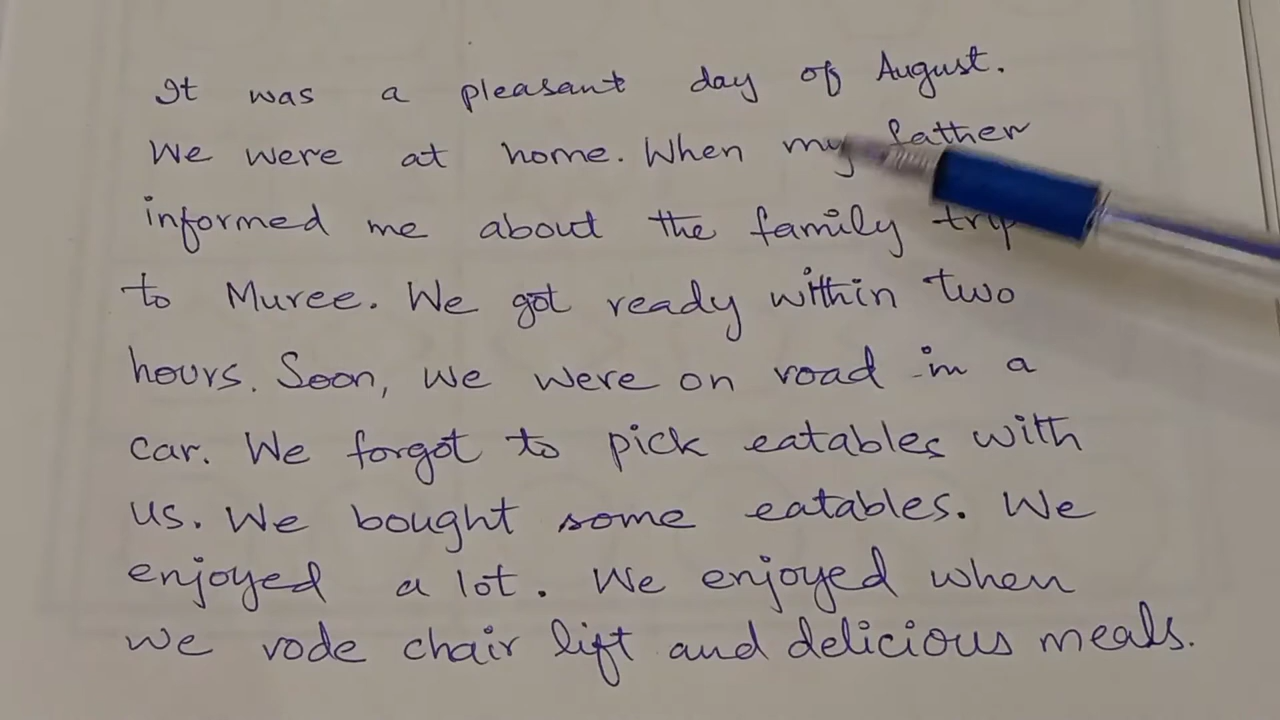 It was a pleasant day of August.
We were at home. When my father
informed me about the family trip
to Muree. We got ready within two
hours. Soon, we were on road in a
car. We forgot to pick eatables with
us. We bought some eatables. We
enjoyed a lot. We enjoyed when
we rode chair lift and delicious meals.